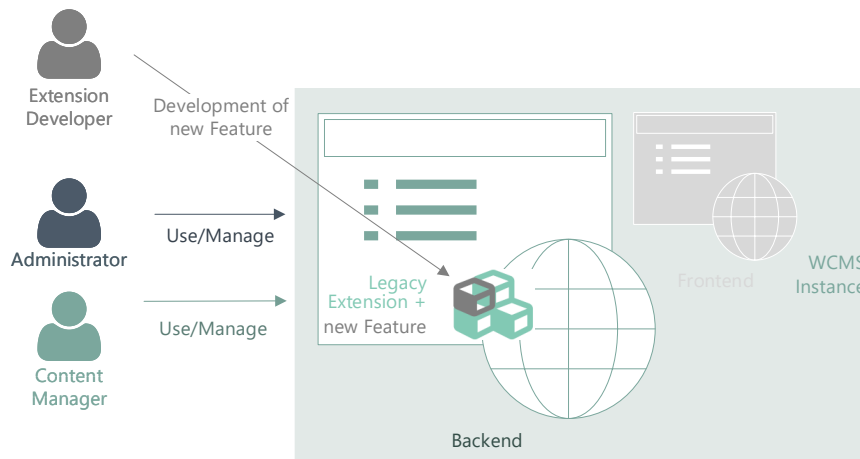 Extension
Developer
Development of
new Feature
Administrator
Use/Manage
Content
Manager
Use/Manage
Legacy
Extension +
new Feature
Backend
Frontend
WCMS
Instance